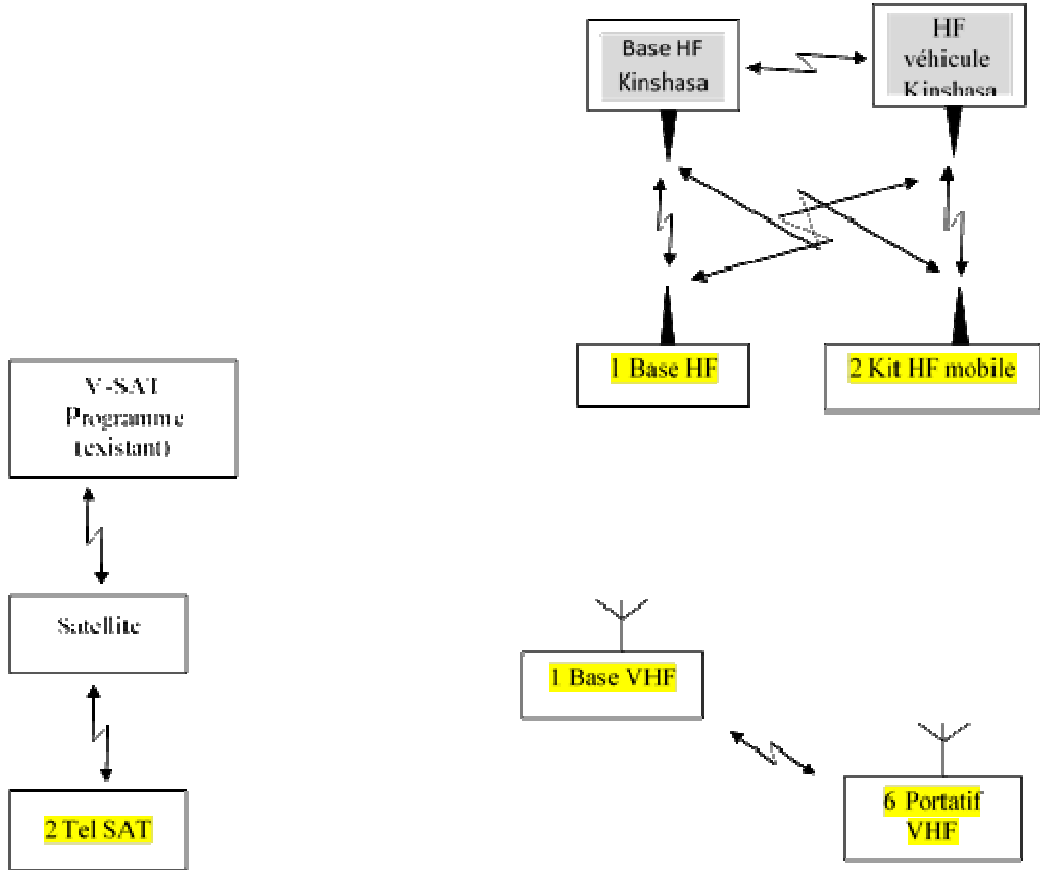 Base HF
Kinshasa
HF
véhicule
Kinshasa
1 Base HF
2 Kit HF mobile
V-SAT
Programme
(existant)
Satellite
1 Base VHF
2 Tel SAT
6 Portatif
VHF